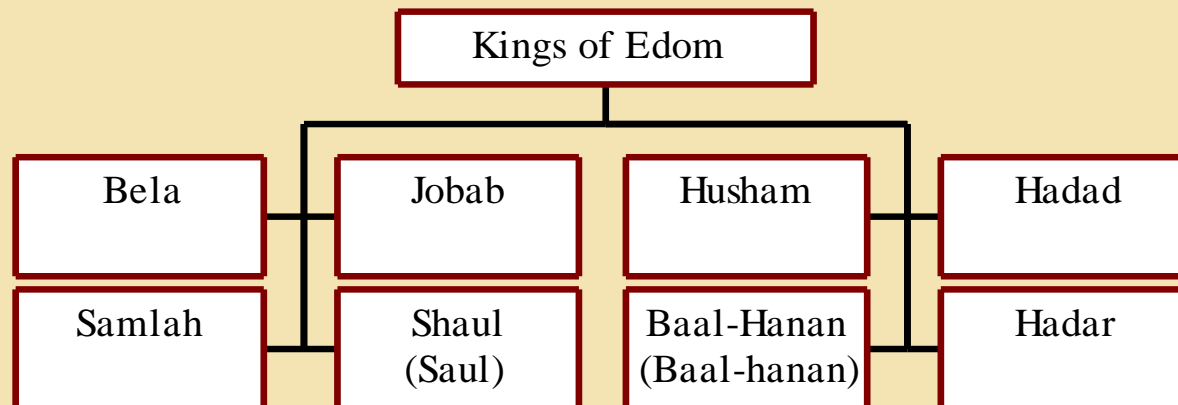 Kings of Edom
Bela
Jobab
Husham
Hadad
Samlah
Shaul
(Saul)
Baal-Hanan
(Baal-hanan)
Hadar